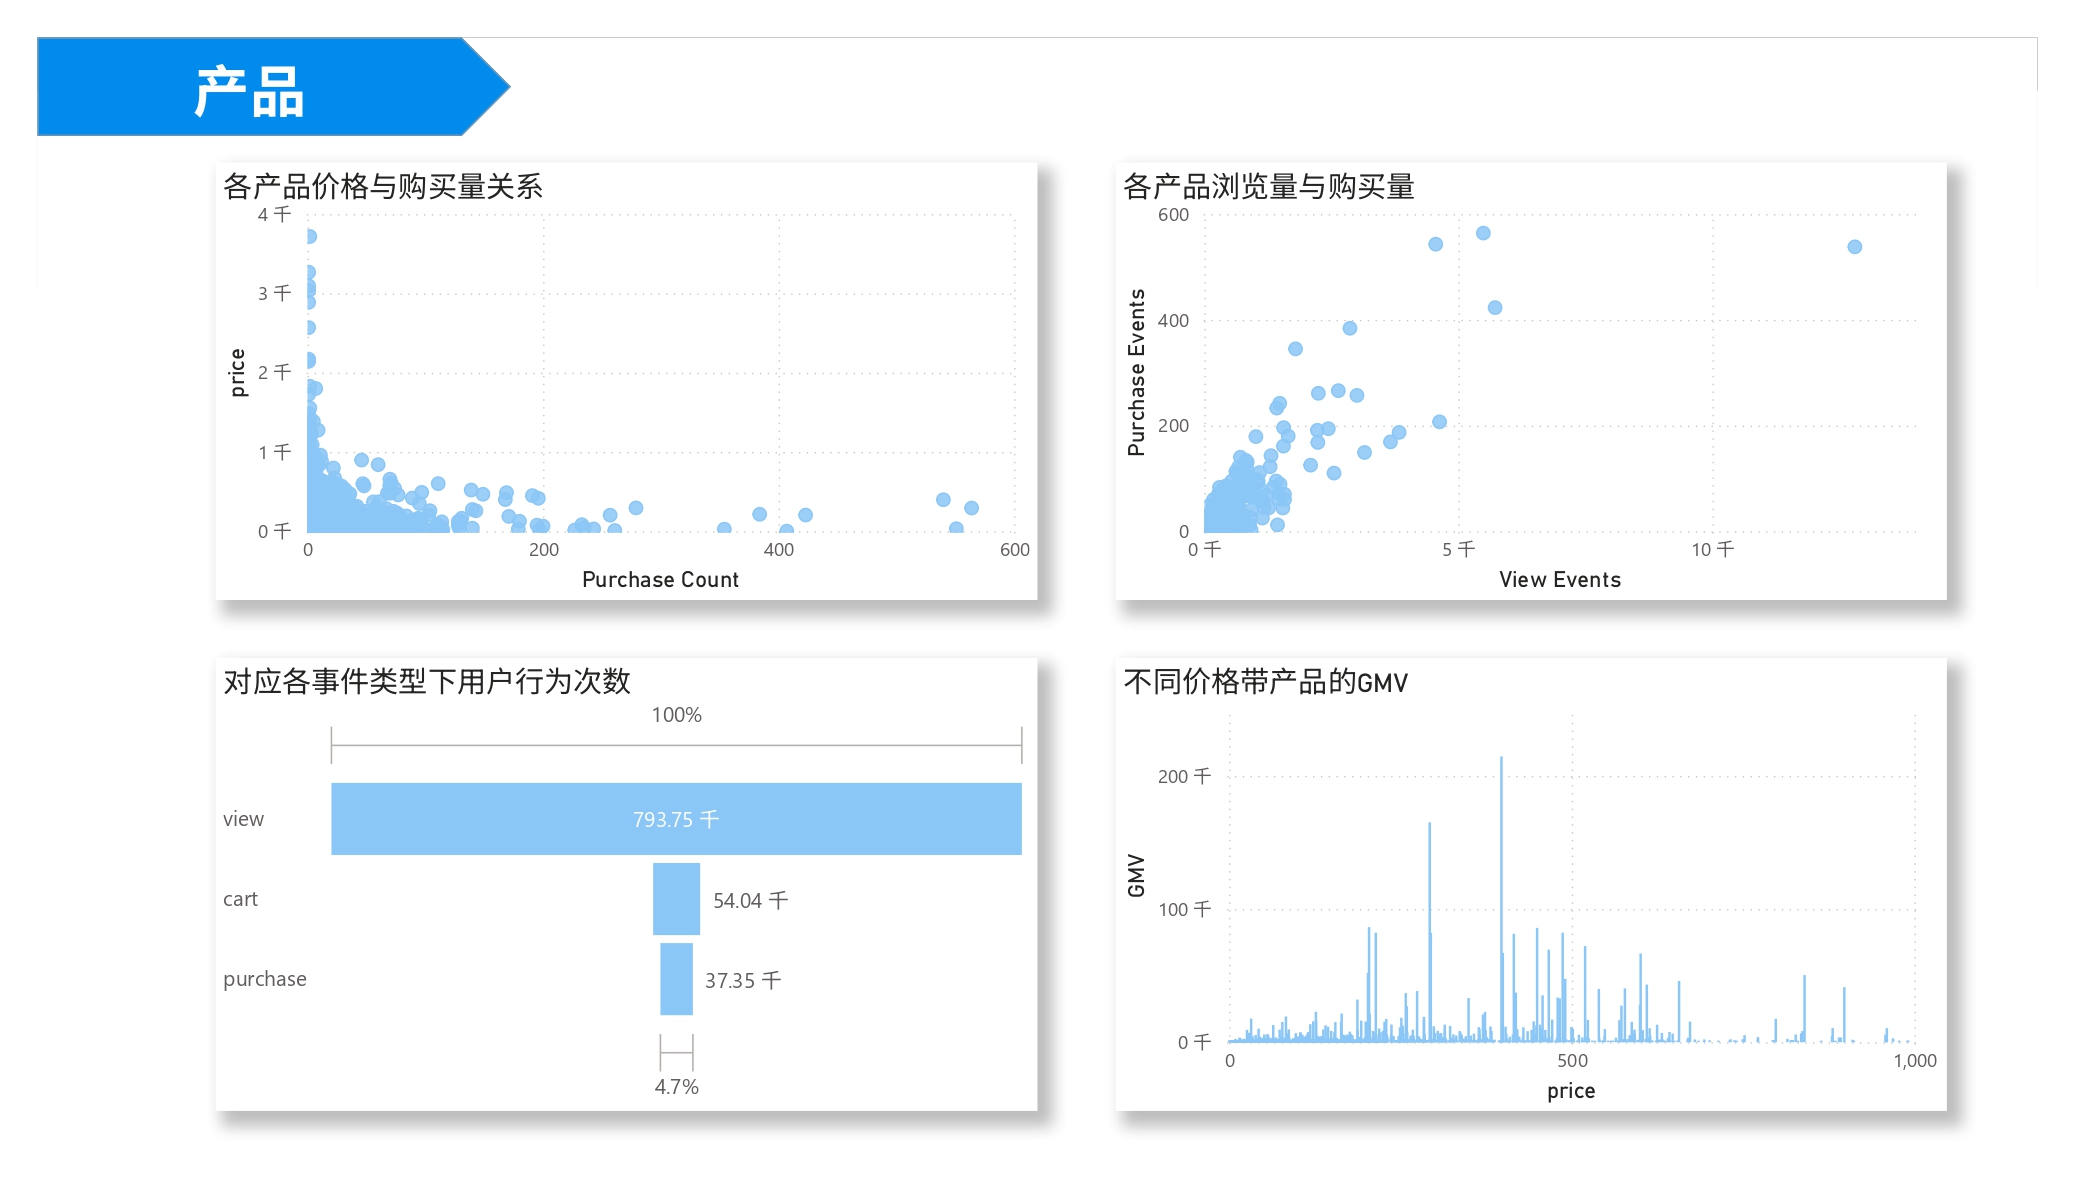 产品
各产品价格与购买量关系
4 千
3 千
2 千
1 千
0 千
price
0
200
400
600
Purchase Count
各产品浏览量与购买量
600
400
200
0
Purchase Events
0 千
5 千
10 千
View Events
对应各事件类型下用户行为次数
100%
view
793.75 千
cart
54.04 千
purchase
37.35 千
4.7%
不同价格带产品的GMV
200 千
100 千
0 千
GMV
0
500
1,000
price